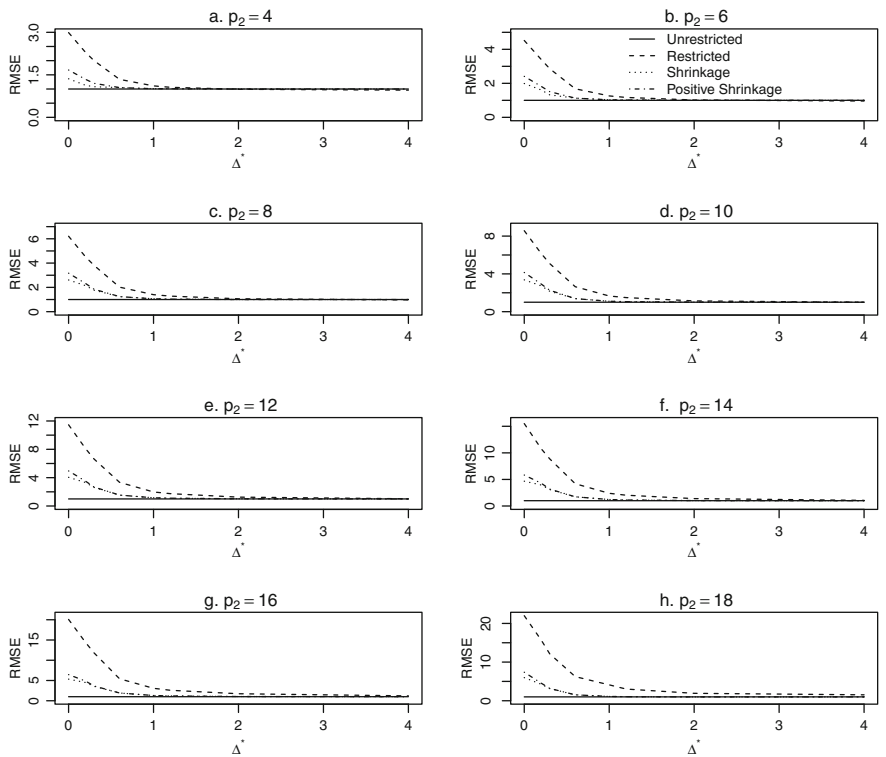 a. p₂ = 4
RMSE
0.0 1.5 3.0
0 1 2 3 4
Δ*
b. p₂ = 6
Unrestricted
Restricted
Shrinkage
Positive Shrinkage
RMSE
0 2 4
0 1 2 3 4
Δ*
c. p₂ = 8
RMSE
0 2 4 6
0 1 2 3 4
Δ*
d. p₂ = 10
RMSE
0 4 8
0 1 2 3 4
Δ*
e. p₂ = 12
RMSE
0 4 8 12
0 1 2 3 4
Δ*
f. p₂ = 14
RMSE
0 5 10
0 1 2 3 4
Δ*
g. p₂ = 16
RMSE
0 5 15
0 1 2 3 4
Δ*
h. p₂ = 18
RMSE
0 10 20
0 1 2 3 4
Δ*